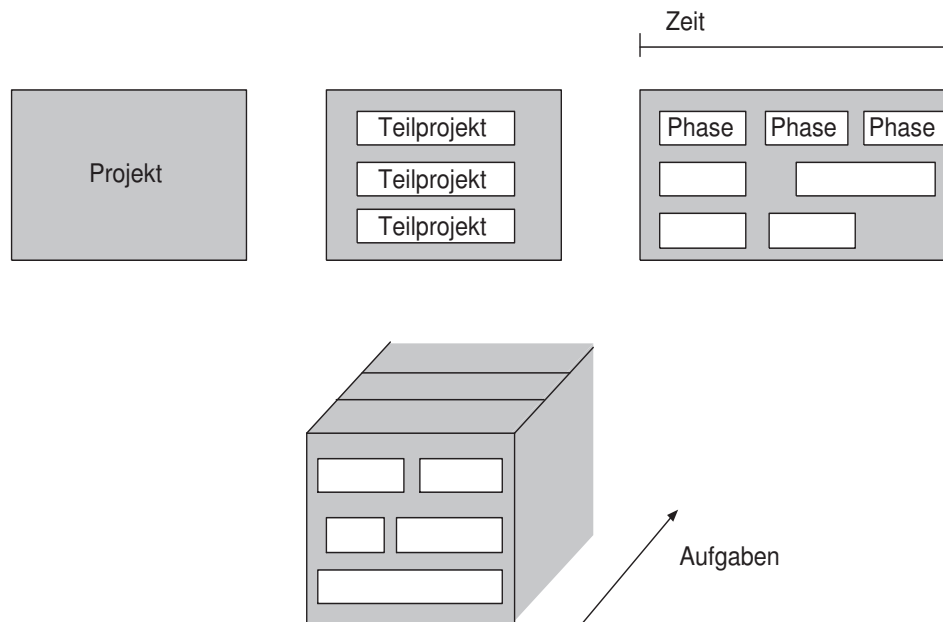 Zeit
Projekt
Teilprojekt
Teilprojekt
Teilprojekt
Phase Phase Phase
Aufgaben